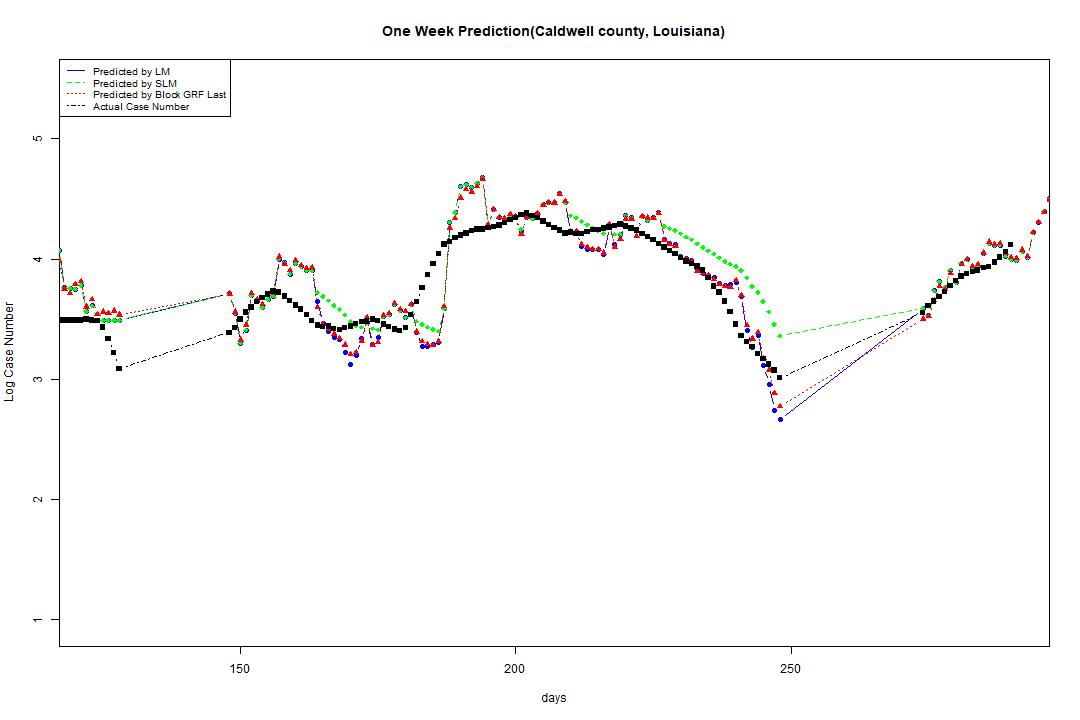 One Week Prediction(Caldwell county, Louisiana)
Predicted by LM
Predicted by SLM
Predicted by Block GRF Last
Actual Case Number
5
4
3
2
1
Log Case Number
150 200 250
days